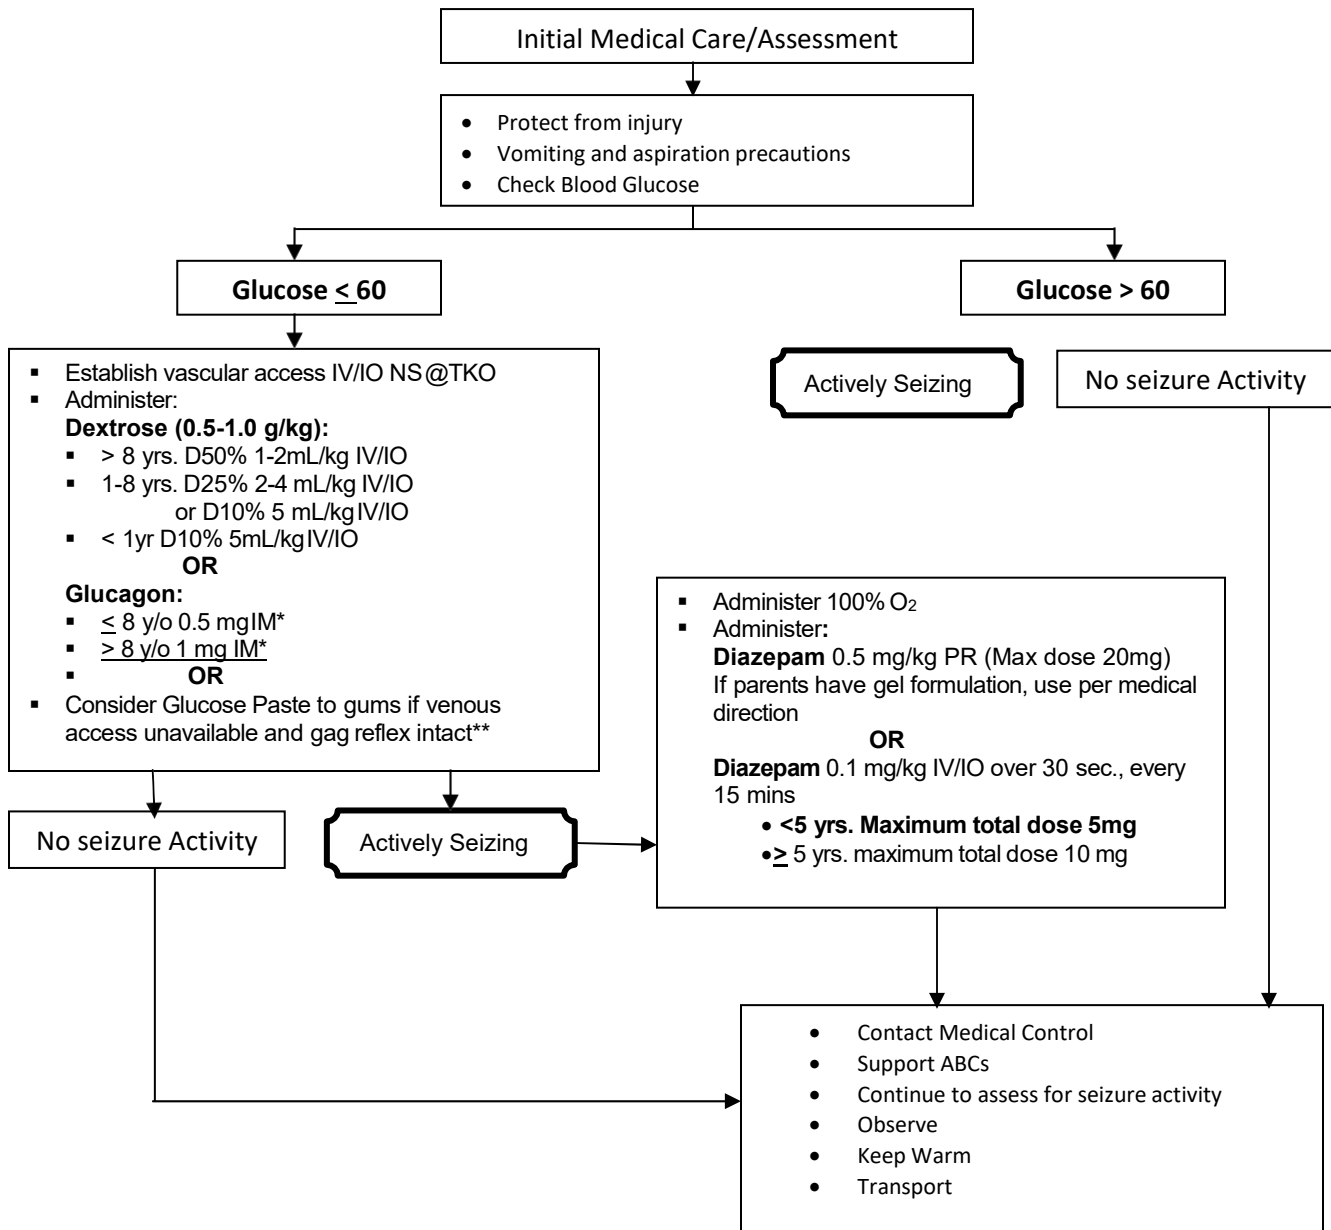 Initial Medical Care/Assessment
• Protect from injury
• Vomiting and aspiration precautions
• Check Blood Glucose
Glucose < 60
Glucose > 60
▪ Establish vascular access IV/IO NS@TKO
▪ Administer:
Dextrose (0.5-1.0 g/kg):
▪ > 8 yrs. D50% 1-2mL/kg IV/IO
▪ 1-8 yrs. D25% 2-4 mL/kg IV/IO
or D10% 5 mL/kg IV/IO
▪ < 1yr D10% 5mL/kg IV/IO
OR
Glucagon:
▪ < 8 y/o 0.5 mg IM*
▪ > 8 y/o 1 mg IM*
▪ OR
▪ Consider Glucose Paste to gums if venous
access unavailable and gag reflex intact**
Actively Seizing
No seizure Activity
▪ Administer 100% O2
▪ Administer:
Diazepam 0.5 mg/kg PR (Max dose 20mg)
If parents have gel formulation, use per medical
direction
OR
Diazepam 0.1 mg/kg IV/IO over 30 sec., every
15 mins
• <5 yrs. Maximum total dose 5mg
• > 5 yrs. maximum total dose 10 mg
No seizure Activity
Actively Seizing
• Contact Medical Control
• Support ABCs
• Continue to assess for seizure activity
• Observe
• Keep Warm
• Transport